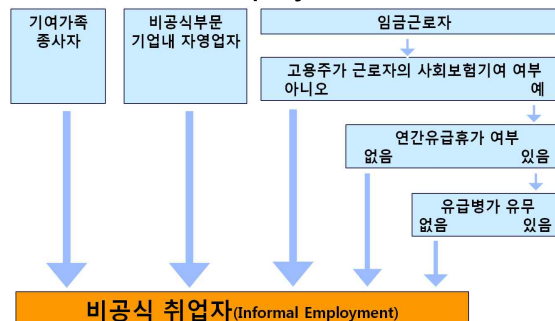 기여가족
종사자
비공식부문
기업내 자영업자
임금근로자
고용주가 근로자의 사회보험기여 여부
아니오 예
연간유급휴가 여부
없음 있음
유급병가 유무
없음 있음
비공식 취업자(Informal Employment)